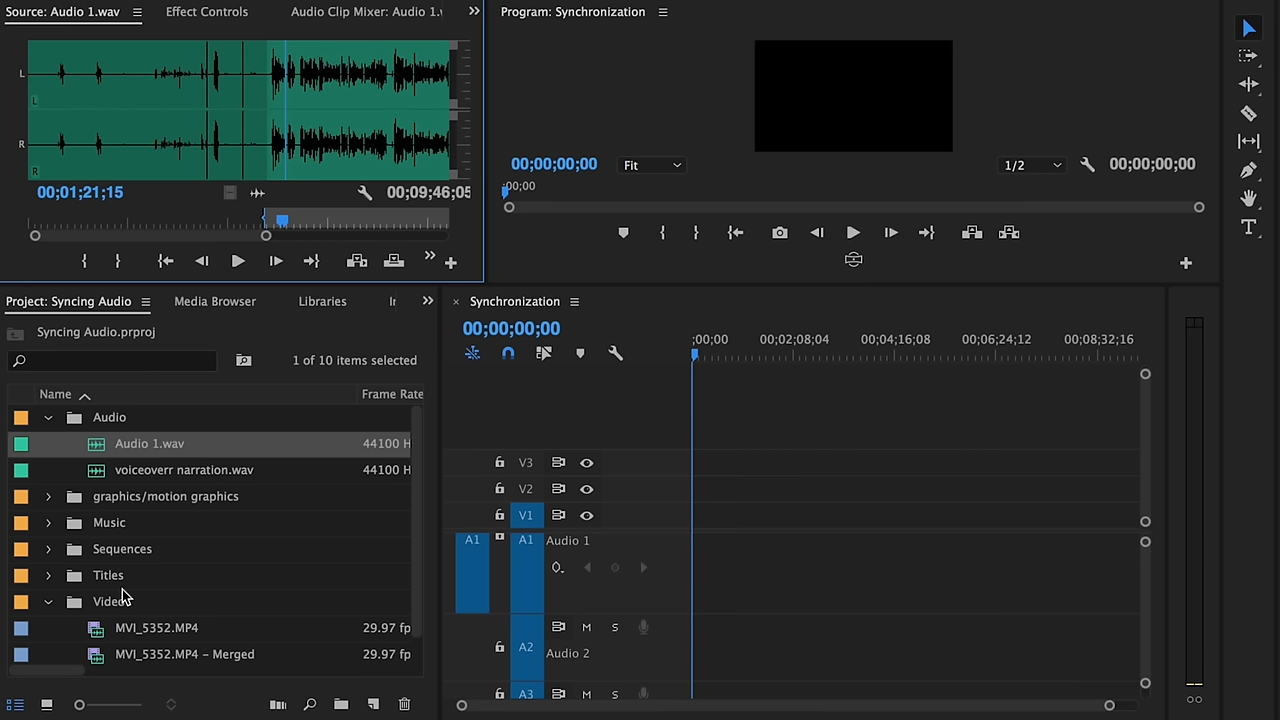 Source: Audio 1.wav
Effect Controls
Audio Clip Mixer: Audio 1.
L
L
R
R
00;01;21;15
00;09;46;05
Program: Synchronization
00;00;00;00
Fit
1/2
00;00;00;00
;00;00
Project: Syncing Audio
Media Browser
Libraries
Syncing Audio.prproj
1 of 10 items selected
Name
Frame Rate
Audio
Audio 1.wav
44100 H
voiceoverr narration.wav
44100 H
graphics/motion graphics
Music
Sequences
Titles
Video
MVI_5352.MP4
29.97 fp
MVI_5352.MP4 – Merged
29.97 fp
Synchronization
00;00;00;00
;00;00
00;02;08;04
00;04;16;08
00;06;24;12
00;08;32;16
V3
V2
V1
A1
A1
Audio 1
A2
M
S
Audio 2
A3
M
S
T